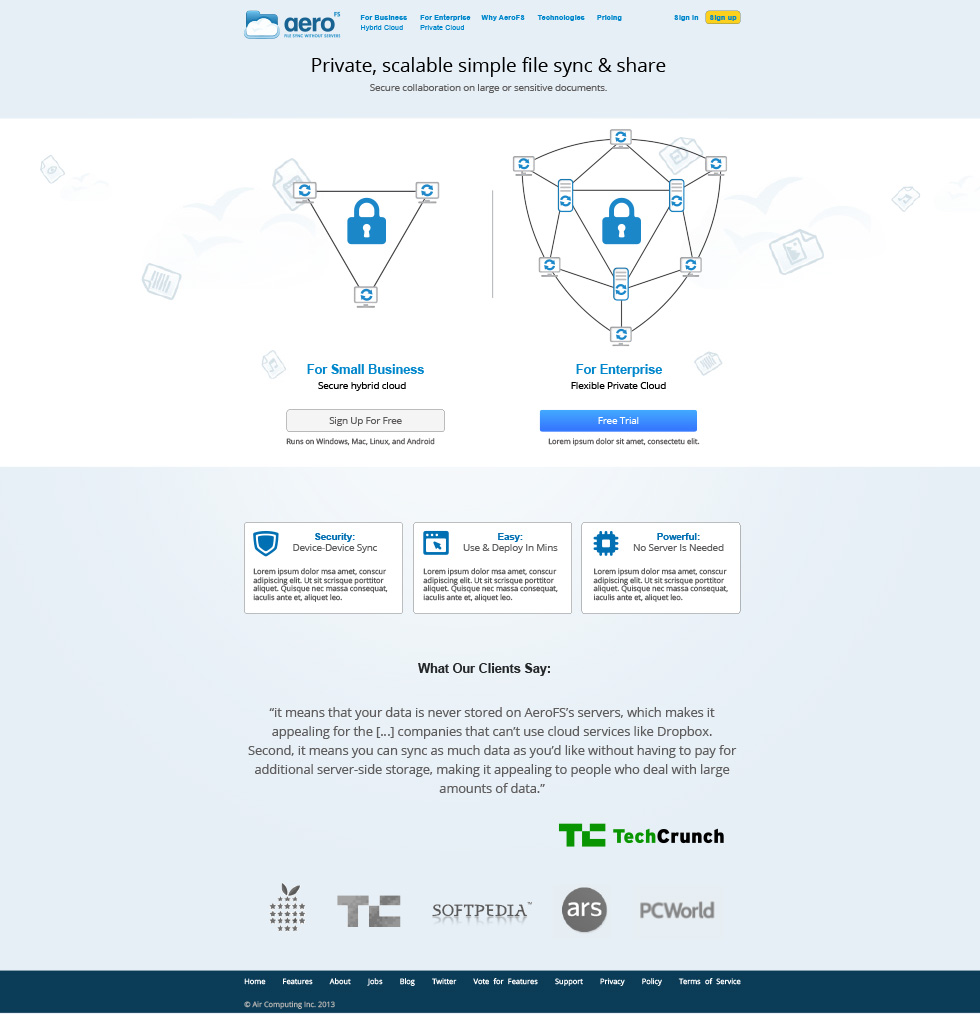 aero FS
FILE SYNC WITHOUT SERVERS
For Business
Hybrid Cloud
For Enterprise
Private Cloud
Why AeroFS
Technologies
Pricing
Sign in
Sign up
Private, scalable simple file sync & share
Secure collaboration on large or sensitive documents.
For Small Business
Secure hybrid cloud
Sign Up For Free
Runs on Windows, Mac, Linux, and Android
For Enterprise
Flexible Private Cloud
Free Trial
Lorem ipsum dolor sit amet, consectetu elit.
Security:
Device-Device Sync
Lorem ipsum dolor msa amet, conscur
adipiscing elit. Ut sit scrisque porttitor
aliquet. Quisque nec massa consequat,
iaculis ante et, aliquet leo.
Easy:
Use & Deploy In Mins
Lorem ipsum dolor msa amet, conscur
adipiscing elit. Ut sit scrisque porttitor
aliquet. Quisque nec massa consequat,
iaculis ante et, aliquet leo.
Powerful:
No Server Is Needed
Lorem ipsum dolor msa amet, conscur
adipiscing elit. Ut sit scrisque porttitor
aliquet. Quisque nec massa consequat,
iaculis ante et, aliquet leo.
What Our Clients Say:
“it means that your data is never stored on AeroFS’s servers, which makes it
appealing for the [...] companies that can’t use cloud services like Dropbox.
Second, it means you can sync as much data as you’d like without having to pay for
additional server-side storage, making it appealing to people who deal with large
amounts of data.”
TC TechCrunch
TC
SOFTPEDIA™
ars
PCWorld
Home Features About Jobs Blog Twitter Vote for Features Support Privacy Policy Terms of Service
© Air Computing Inc. 2013